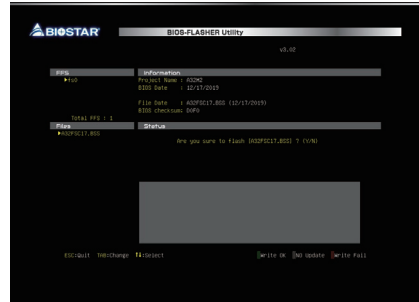 BIOSTAR
BIOS-FLASHER Utility
v3.02
FFS
fs0
Information
Project Name : A32M2
BIOS Date : 12/17/2019
File Date : A32FSC17.BSS (12/17/2019)
BIOS checksum: D0FG
Total FFS : 1
Files
A32FSC17.BSS
Status
Are you sure to flash [A32FSC17.BSS] ? (Y/N)
ESC:Quit TAB:Change ↑↓:Select
Write OK NO Update Write Fail